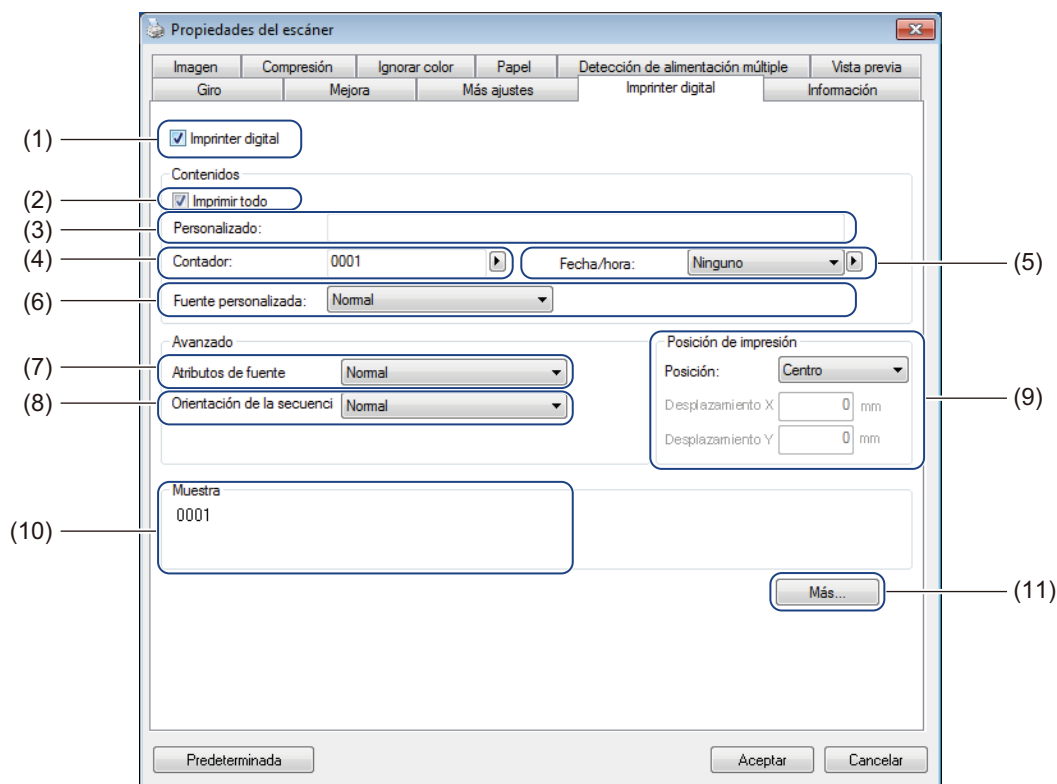 Propiedades del escáner
Imagen Compresión Ignorar color Papel Detección de alimentación múltiple Vista previa
Giro Mejora Más ajustes Imprinter digital Información
(1) Imprinter digital
Contenidos
(2) Imprimir todo
(3) Personalizado:
(4) Contador: 0001 Fecha/hora: Ninguno (5)
(6) Fuente personalizada: Normal
Avanzado Posición de impresión
(7) Atributos de fuente Normal Posición: Centro
(8) Orientación de la secuenci Normal Desplazamiento X 0 mm (9)
Desplazamiento Y 0 mm
Muestra
0001
(10)
Más... (11)
Predeterminada Aceptar Cancelar